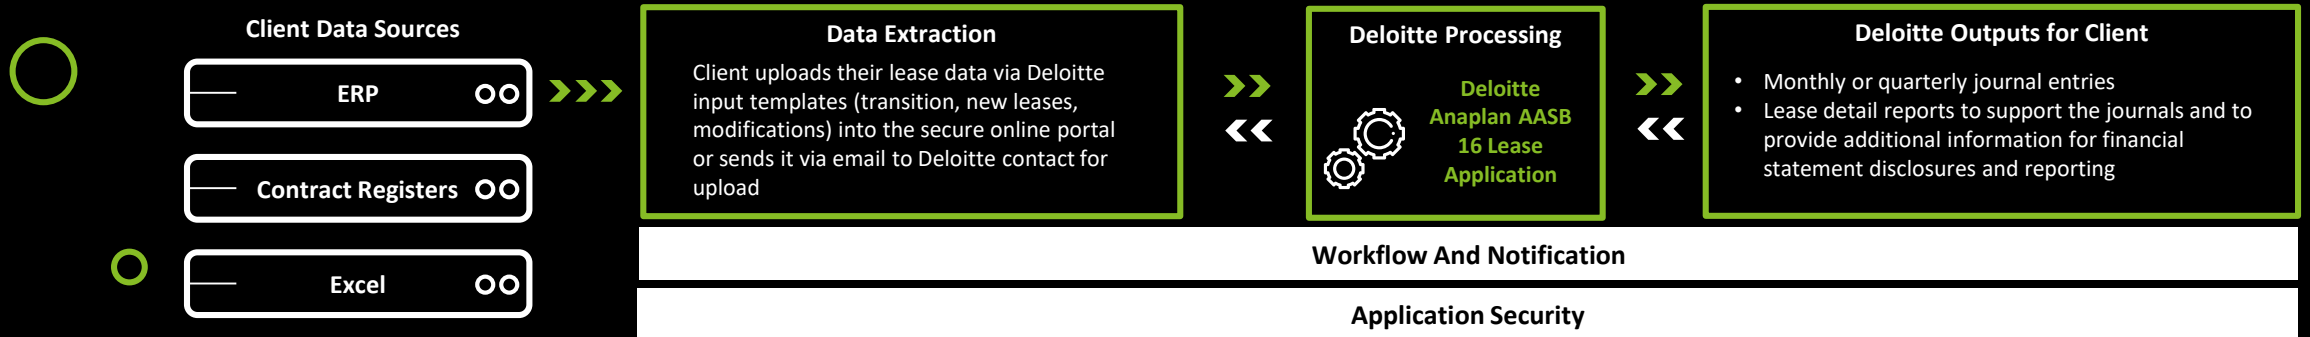 Client Data Sources
ERP
Contract Registers
Excel
Data Extraction
Client uploads their lease data via Deloitte
input templates (transition, new leases,
modifications) into the secure online portal
or sends it via email to Deloitte contact for
upload
Deloitte Processing
Deloitte
Anaplan AASB
16 Lease
Application
Deloitte Outputs for Client
• Monthly or quarterly journal entries
• Lease detail reports to support the journals and to
provide additional information for financial
statement disclosures and reporting
Workflow And Notification
Application Security